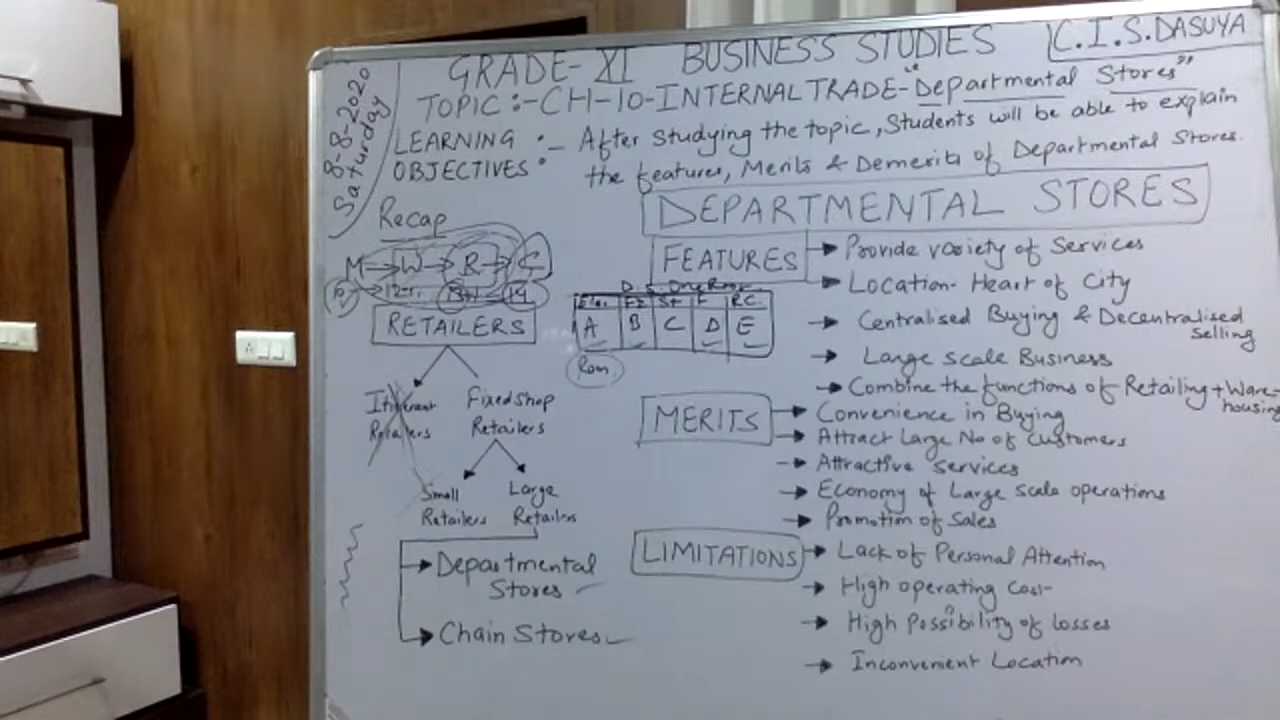 8-8-2020
Saturday
GRADE- XI BUSINESS STUDIES
C.I.S.DASUYA
TOPIC :- CH-10-INTERNAL TRADE-"Departmental Stores"
LEARNING OBJECTIVES :- After studying the topic, Students will be able to explain
the features, Merits & Demerits of Departmental Stores.
Recap
M → W → R → C
RETAILERS
Itinerant Retailers
Fixed Shop Retailers
Small Retailers
Large Retailers
→ Departmental Stores
→ Chain Stores
DEPARTMENTAL STORES
FEATURES
→ Provide variety of Services
→ Location- Heart of City
→ Centralised Buying & Decentralised selling
→ Large Scale Business
→ Combine the functions of Retailing + Ware-housing
A B C D E
MERITS
→ Convenience in Buying
→ Attract Large No of customers
→ Attractive services
→ Economy of Large scale operations
→ Promotion of Sales
LIMITATIONS
→ Lack of Personal Attention
→ High operating Cost
→ High Possibility of losses
→ Inconvenient Location